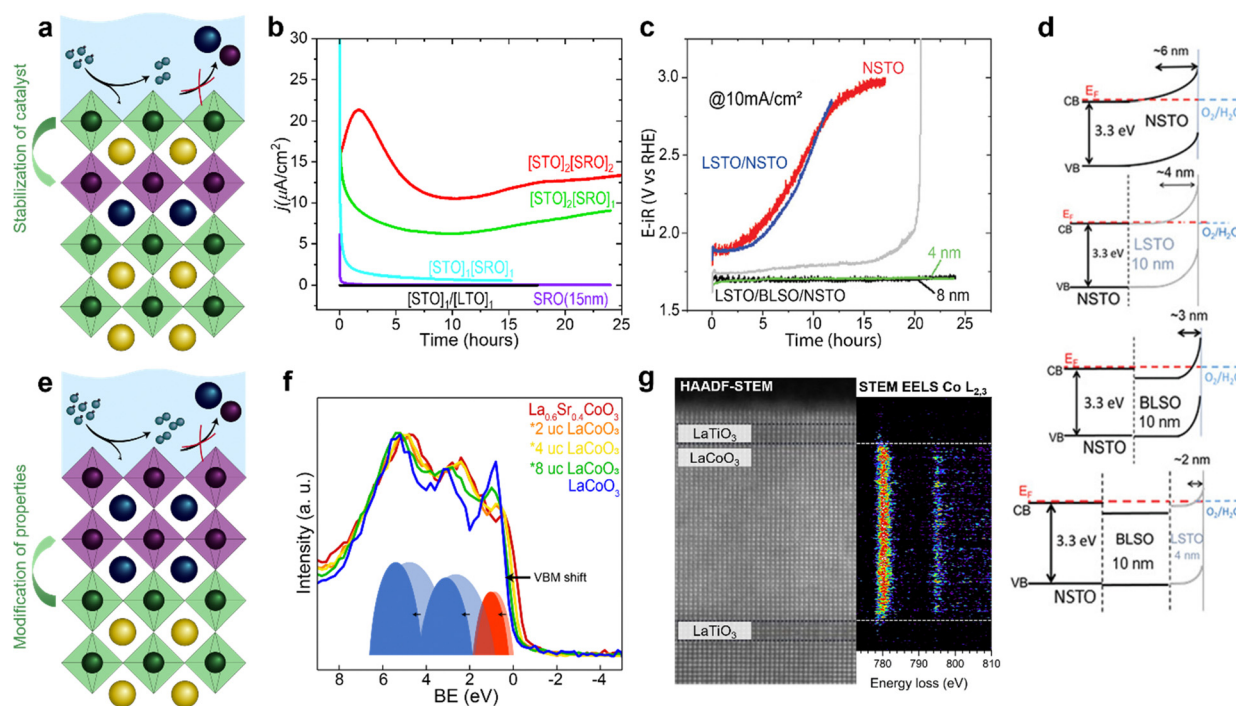 a
Stabilization of catalyst
b
30
25
20
15
10
5
0
j(μA/cm²)
[STO]₂[SRO]₂
[STO]₂[SRO]₁
[STO]₁[SRO]₁
[STO]₁/[LTO]₁
SRO(15nm)
0 5 10 15 20 25
Time (hours)
c
3.0
2.5
2.0
1.5
E-iR (V vs RHE)
@10mA/cm²
NSTO
LSTO/NSTO
4 nm
LSTO/BLSO/NSTO
8 nm
0 5 10 15 20 25
Time (hours)
d
~6 nm
E_F
CB
NSTO
O₂/H₂O
3.3 eV
VB
~4 nm
E_F
CB
O₂/H₂O
3.3 eV
LSTO
10 nm
VB
NSTO
~3 nm
E_F
CB
O₂/H₂O
3.3 eV
BLSO
10 nm
VB
NSTO
~2 nm
E_F
CB
O₂/H₂O
3.3 eV
BLSO
10 nm
LSTO
4 nm
VB
NSTO
e
Modification of properties
f
Intensity (a. u.)
La₀.₆Sr₀.₄CoO₃
*2 uc LaCoO₃
*4 uc LaCoO₃
*8 uc LaCoO₃
LaCoO₃
VBM shift
8 6 4 2 0 -2 -4
BE (eV)
g
HAADF-STEM
STEM EELS Co L₂,₃
LaTiO₃
LaCoO₃
LaTiO₃
780 790 800 810
Energy loss (eV)